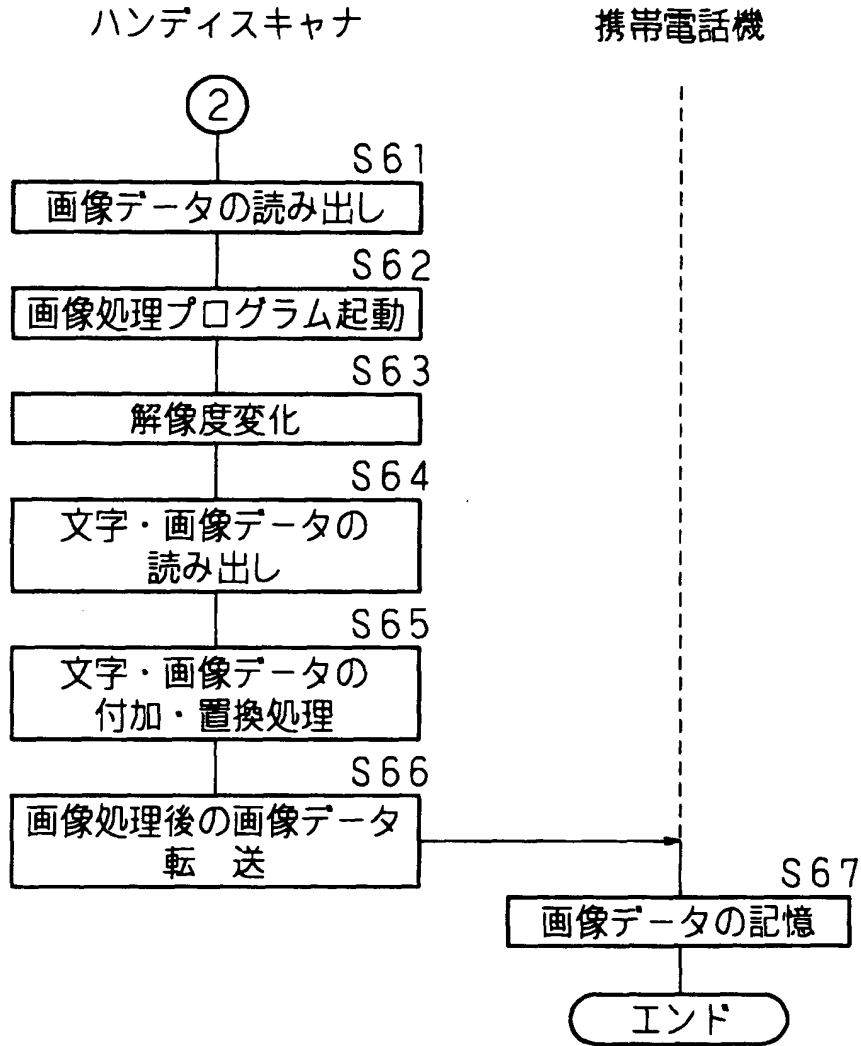 ハンディスキャナ
携帯電話機
2
S61
画像データの読み出し
S62
画像処理プログラム起動
S63
解像度変化
S64
文字・画像データの
読み出し
S65
文字・画像データの
付加・置換処理
S66
画像処理後の画像データ
転 送
S67
画像データの記憶
エンド